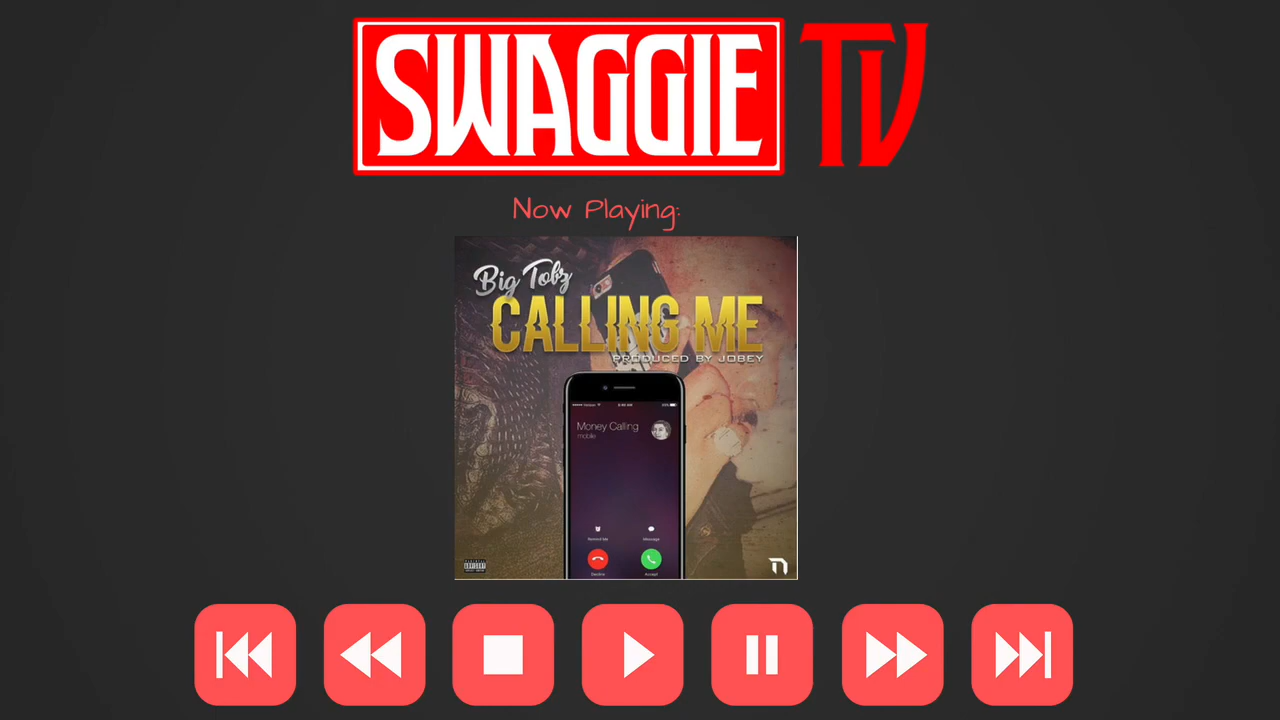 SWAGGIE TV
Now Playing:
Big Tobz
CALLING ME
PRODUCED BY JOBEY
Money Calling
mobile
Remind Me Message
Decline Accept